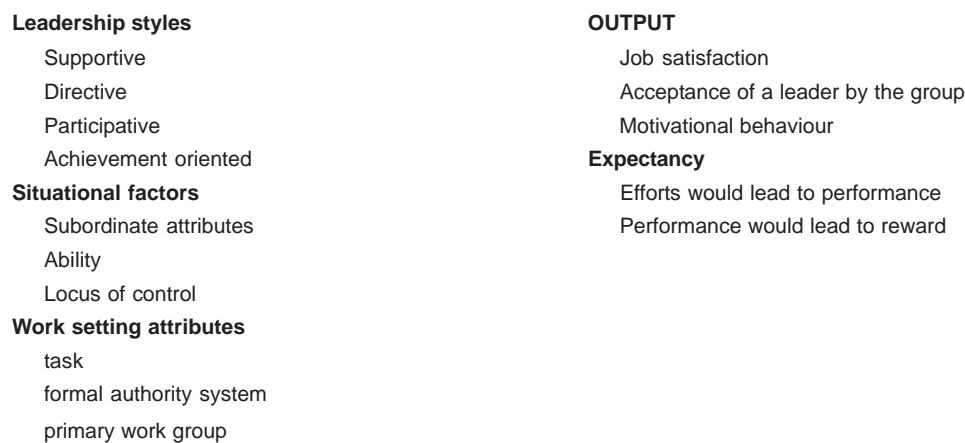 Leadership styles
Supportive
Directive
Participative
Achievement oriented
Situational factors
Subordinate attributes
Ability
Locus of control
Work setting attributes
task
formal authority system
primary work group
OUTPUT
Job satisfaction
Acceptance of a leader by the group
Motivational behaviour
Expectancy
Efforts would lead to performance
Performance would lead to reward